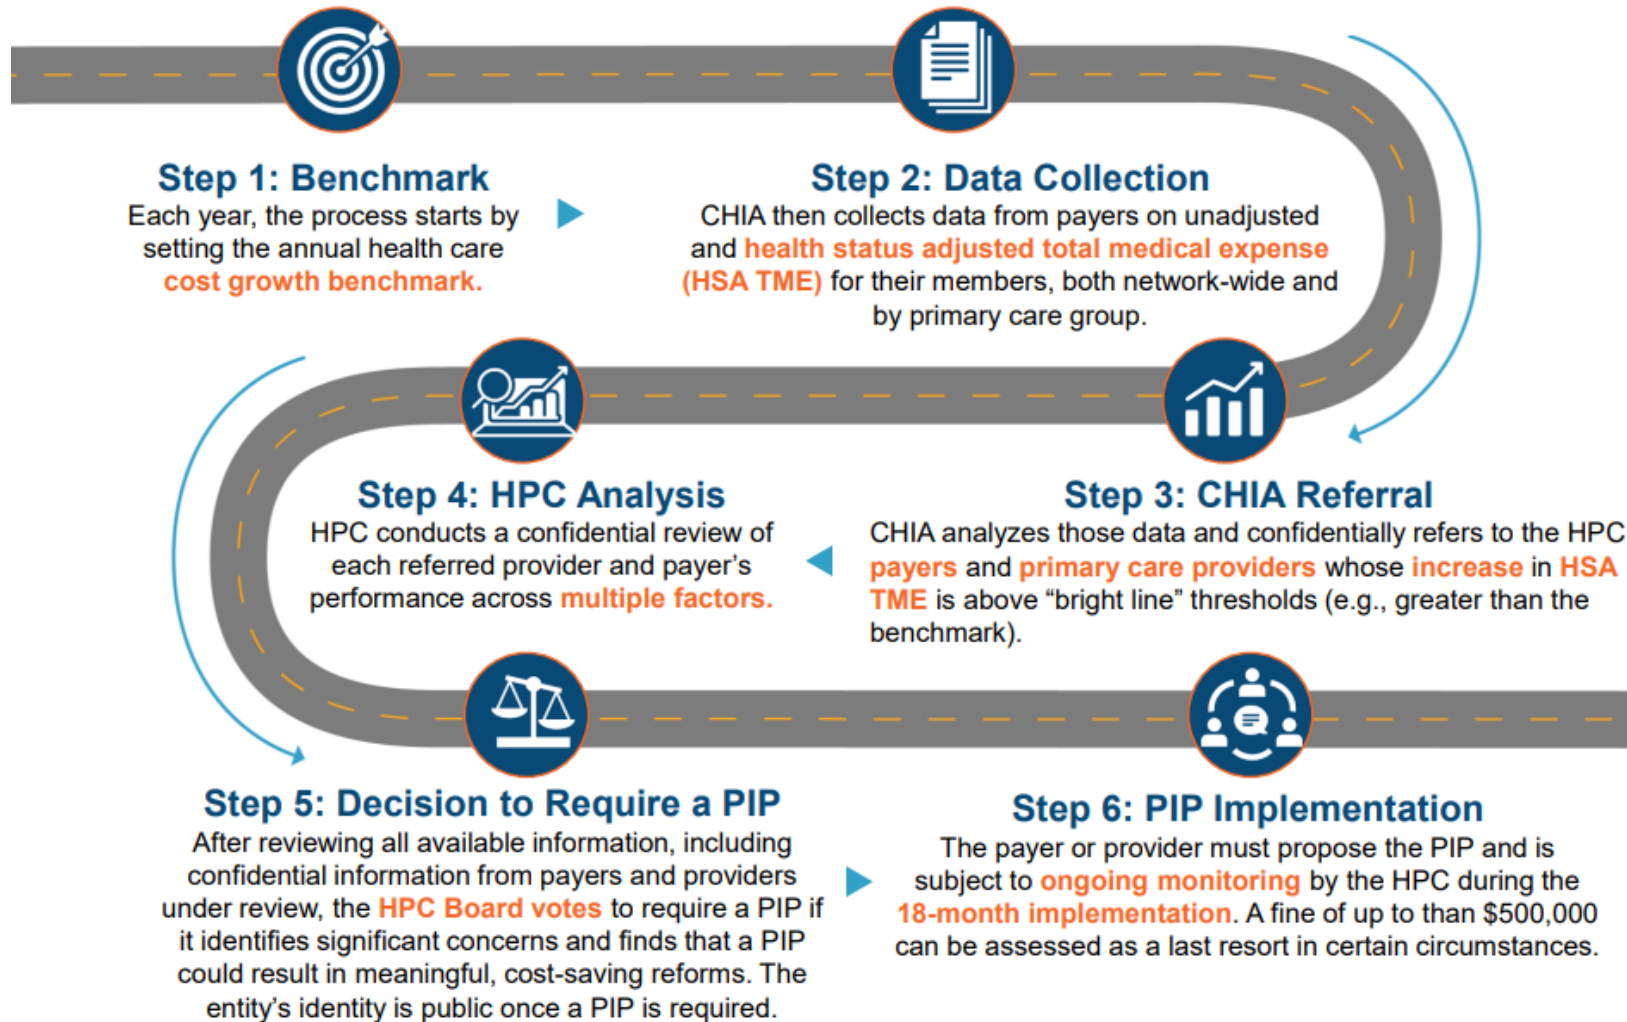 Step 1: Benchmark
Each year, the process starts by
setting the annual health care
cost growth benchmark.
Step 2: Data Collection
CHIA then collects data from payers on unadjusted
and health status adjusted total medical expense
(HSA TME) for their members, both network-wide and
by primary care group.
Step 3: CHIA Referral
CHIA analyzes those data and confidentially refers to the HPC
payers and primary care providers whose increase in HSA
TME is above “bright line” thresholds (e.g., greater than the
benchmark).
Step 4: HPC Analysis
HPC conducts a confidential review of
each referred provider and payer’s
performance across multiple factors.
Step 5: Decision to Require a PIP
After reviewing all available information, including
confidential information from payers and providers
under review, the HPC Board votes to require a PIP if
it identifies significant concerns and finds that a PIP
could result in meaningful, cost-saving reforms. The
entity’s identity is public once a PIP is required.
Step 6: PIP Implementation
The payer or provider must propose the PIP and is
subject to ongoing monitoring by the HPC during the
18-month implementation. A fine of up to than $500,000
can be assessed as a last resort in certain circumstances.